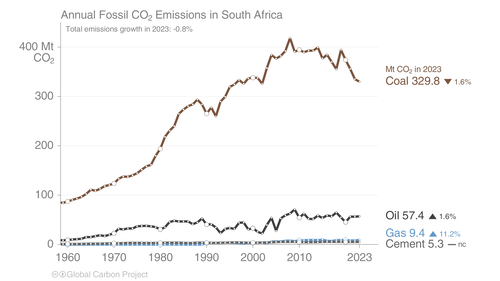 Annual Fossil CO₂ Emissions in South Africa
Total emissions growth in 2023: -0.8%
400 Mt
CO₂
300
200
100
0
1960 1970 1980 1990 2000 2010 2023
Mt CO₂ in 2023
Coal 329.8 ▼ 1.6%
Oil 57.4 ▲ 1.6%
Gas 9.4 ▲ 11.2%
Cement 5.3 — nc
Global Carbon Project